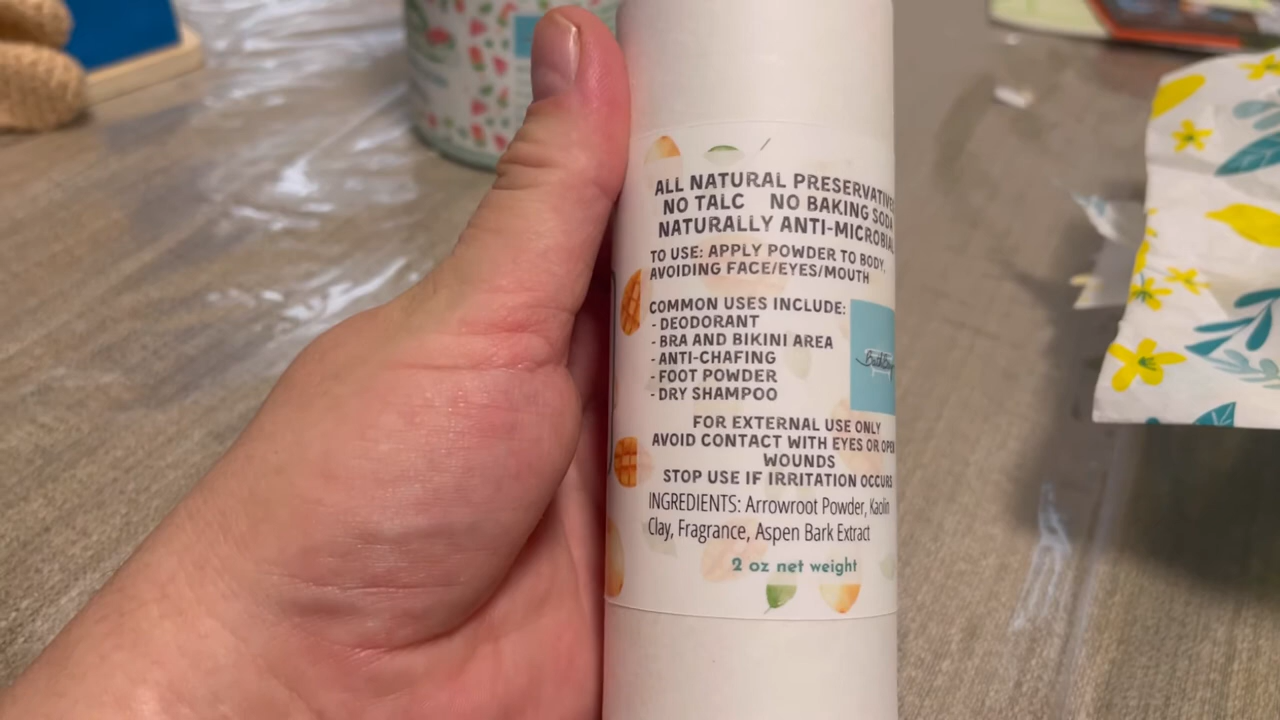 ALL NATURAL PRESERVATIVE
NO TALC NO BAKING SODA
NATURALLY ANTI-MICROBIAL
TO USE: APPLY POWDER TO BODY,
AVOIDING FACE/EYES/MOUTH
COMMON USES INCLUDE:
- DEODORANT
- BRA AND BIKINI AREA
- ANTI-CHAFING
- FOOT POWDER
- DRY SHAMPOO
FOR EXTERNAL USE ONLY
AVOID CONTACT WITH EYES OR OPEN
WOUNDS
STOP USE IF IRRITATION OCCURS
INGREDIENTS: Arrowroot Powder, Kaolin
Clay, Fragrance, Aspen Bark Extract
2 oz net weight